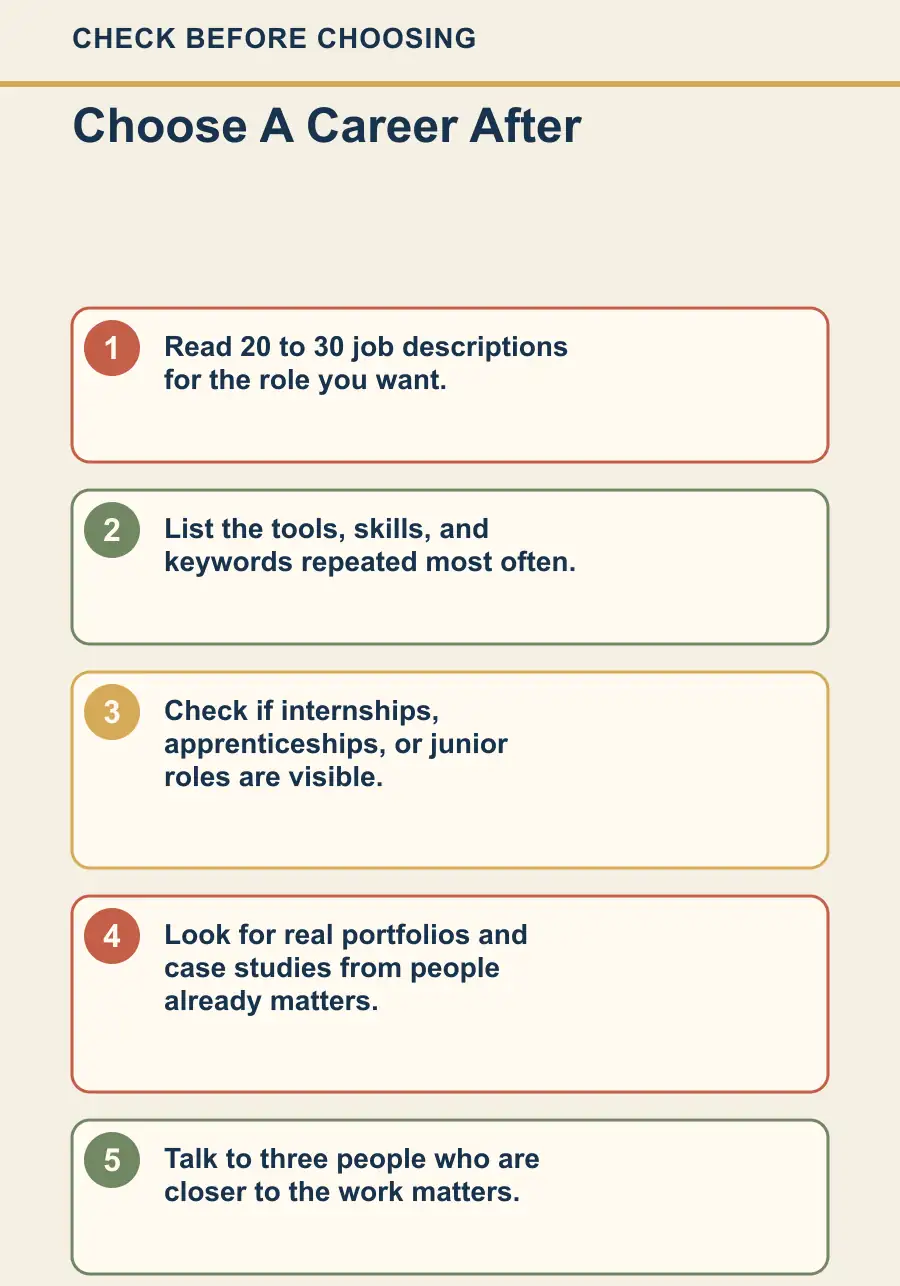 CHECK BEFORE CHOOSING
Choose A Career After
1
Read 20 to 30 job descriptions
for the role you want.
2
List the tools, skills, and
keywords repeated most often.
3
Check if internships,
apprenticeships, or junior
roles are visible.
4
Look for real portfolios and
case studies from people
already matters.
5
Talk to three people who are
closer to the work matters.